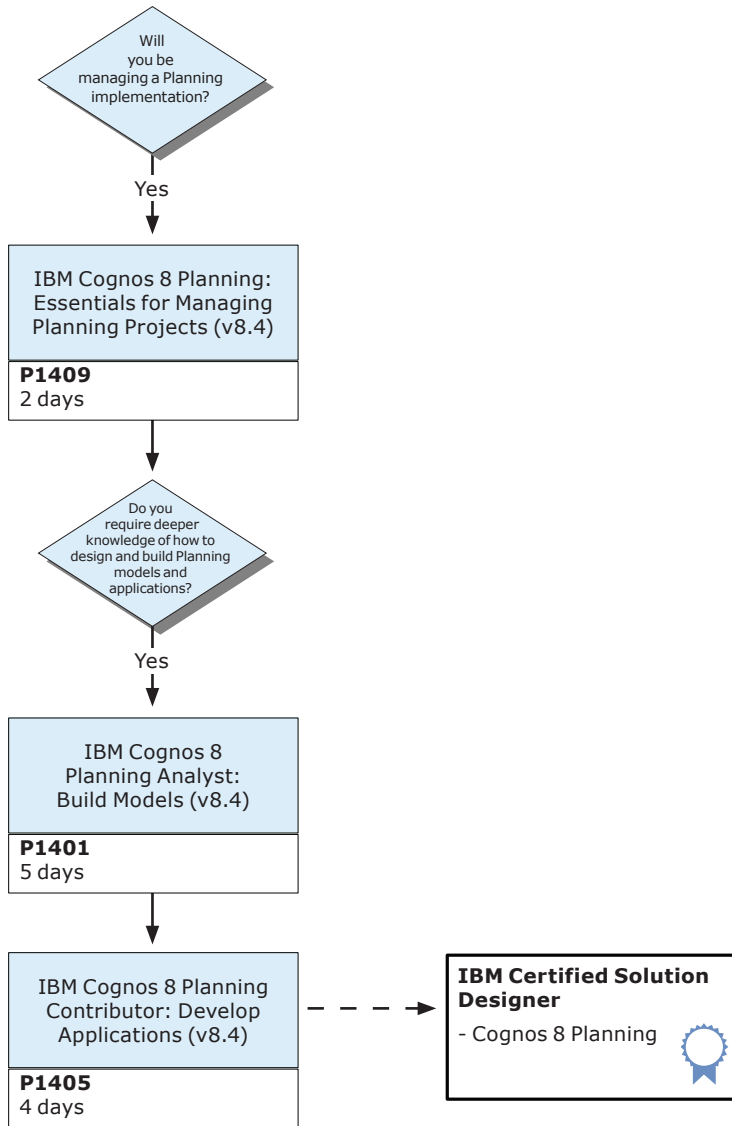 Will
you be
managing a Planning
implementation?
Yes
IBM Cognos 8 Planning:
Essentials for Managing
Planning Projects (v8.4)
P1409
2 days
Do you
require deeper
knowledge of how to
design and build Planning
models and
applications?
Yes
IBM Cognos 8
Planning Analyst:
Build Models (v8.4)
P1401
5 days
IBM Cognos 8 Planning
Contributor: Develop
Applications (v8.4)
P1405
4 days
IBM Certified Solution
Designer
- Cognos 8 Planning